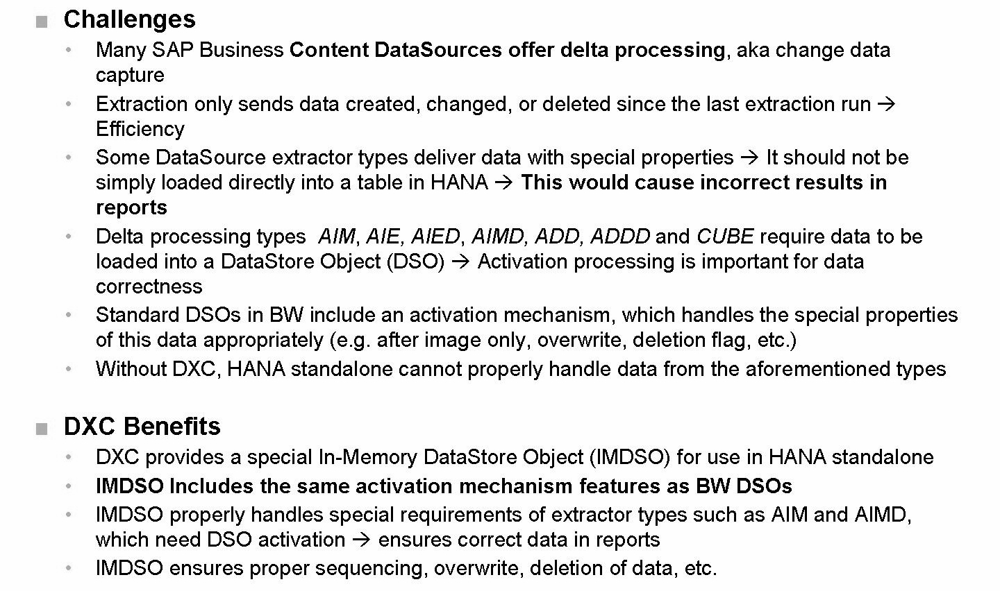 Challenges
Many SAP Business Content DataSources offer delta processing, aka change data
capture
Extraction only sends data created, changed, or deleted since the last extraction run →
Efficiency
Some DataSource extractor types deliver data with special properties → It should not be
simply loaded directly into a table in HANA → This would cause incorrect results in
reports
Delta processing types AIM, AIE, AIED, AIMD, ADD, ADDD and CUBE require data to be
loaded into a DataStore Object (DSO) → Activation processing is important for data
correctness
Standard DSOs in BW include an activation mechanism, which handles the special properties
of this data appropriately (e.g. after image only, overwrite, deletion flag, etc.)
Without DXC, HANA standalone cannot properly handle data from the aforementioned types
DXC Benefits
DXC provides a special In-Memory DataStore Object (IMDSO) for use in HANA standalone
IMDSO Includes the same activation mechanism features as BW DSOs
IMDSO properly handles special requirements of extractor types such as AIM and AIMD,
which need DSO activation → ensures correct data in reports
IMDSO ensures proper sequencing, overwrite, deletion of data, etc.